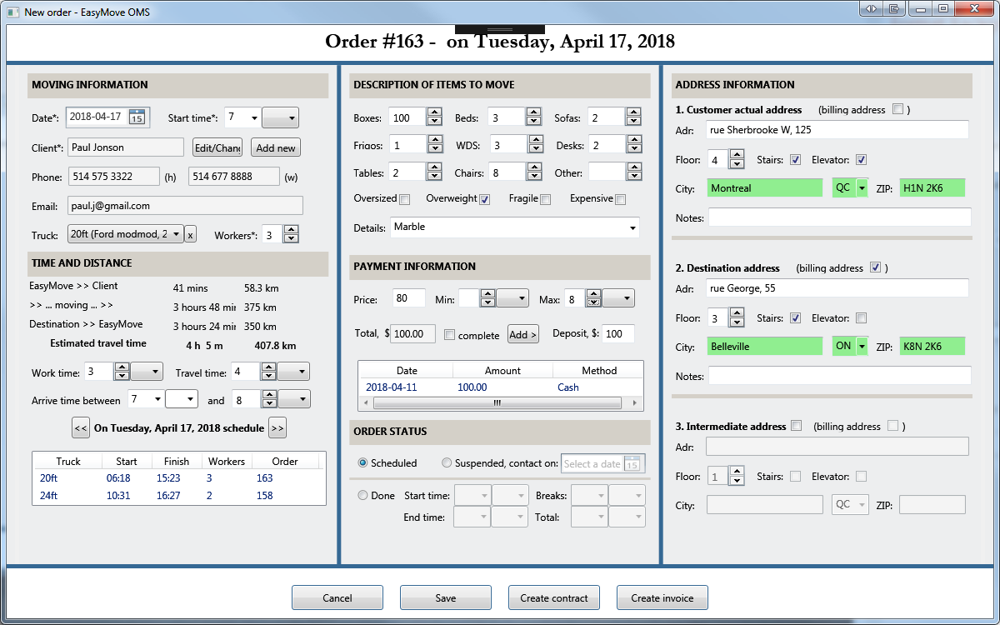 New order - EasyMove OMS
Order #163 - on Tuesday, April 17, 2018
MOVING INFORMATION
Date*: 2018-04-17 15 Start time*: 7
Client*: Paul Jonson Edit/Chang Add new
Phone: 514 575 3322 (h) 514 677 8888 (w)
Email: paul.j@gmail.com
Truck: 20ft (Ford modmod, 2 x Workers*: 3
TIME AND DISTANCE
EasyMove >> Client 41 mins 58.3 km
>> ... moving ... >> 3 hours 48 min 375 km
Destination >> EasyMove 3 hours 24 min 350 km
Estimated travel time 4 h 5 m 407.8 km
Work time: 3 Travel time: 4
Arrive time between 7 and 8
<< On Tuesday, April 17, 2018 schedule >>
Truck Start Finish Workers Order
20ft 06:18 15:23 3 163
24ft 10:31 16:27 2 158
DESCRIPTION OF ITEMS TO MOVE
Boxes: 100 Beds: 3 Sofas: 2
Frigos: 1 WDS: 3 Desks: 2
Tables: 2 Chairs: 8 Other:
Oversized Overweight Fragile Expensive
Details: Marble
PAYMENT INFORMATION
Price: 80 Min: Max: 8
Total, $ 100.00 complete Add > Deposit, $: 100
Date Amount Method
2018-04-11 100.00 Cash
ORDER STATUS
Scheduled Suspended, contact on: Select a date 15
Done Start time: Breaks:
End time: Total:
ADDRESS INFORMATION
1. Customer actual address (billing address )
Adr: rue Sherbrooke W, 125
Floor: 4 Stairs: Elevator:
City: Montreal QC ZIP: H1N 2K6
Notes:
2. Destination address (billing address )
Adr: rue George, 55
Floor: 3 Stairs: Elevator:
City: Belleville ON ZIP: K8N 2K6
Notes:
3. Intermediate address (billing address )
Adr:
Floor: 1 Stairs: Elevator:
City: QC ZIP:
Cancel Save Create contract Create invoice